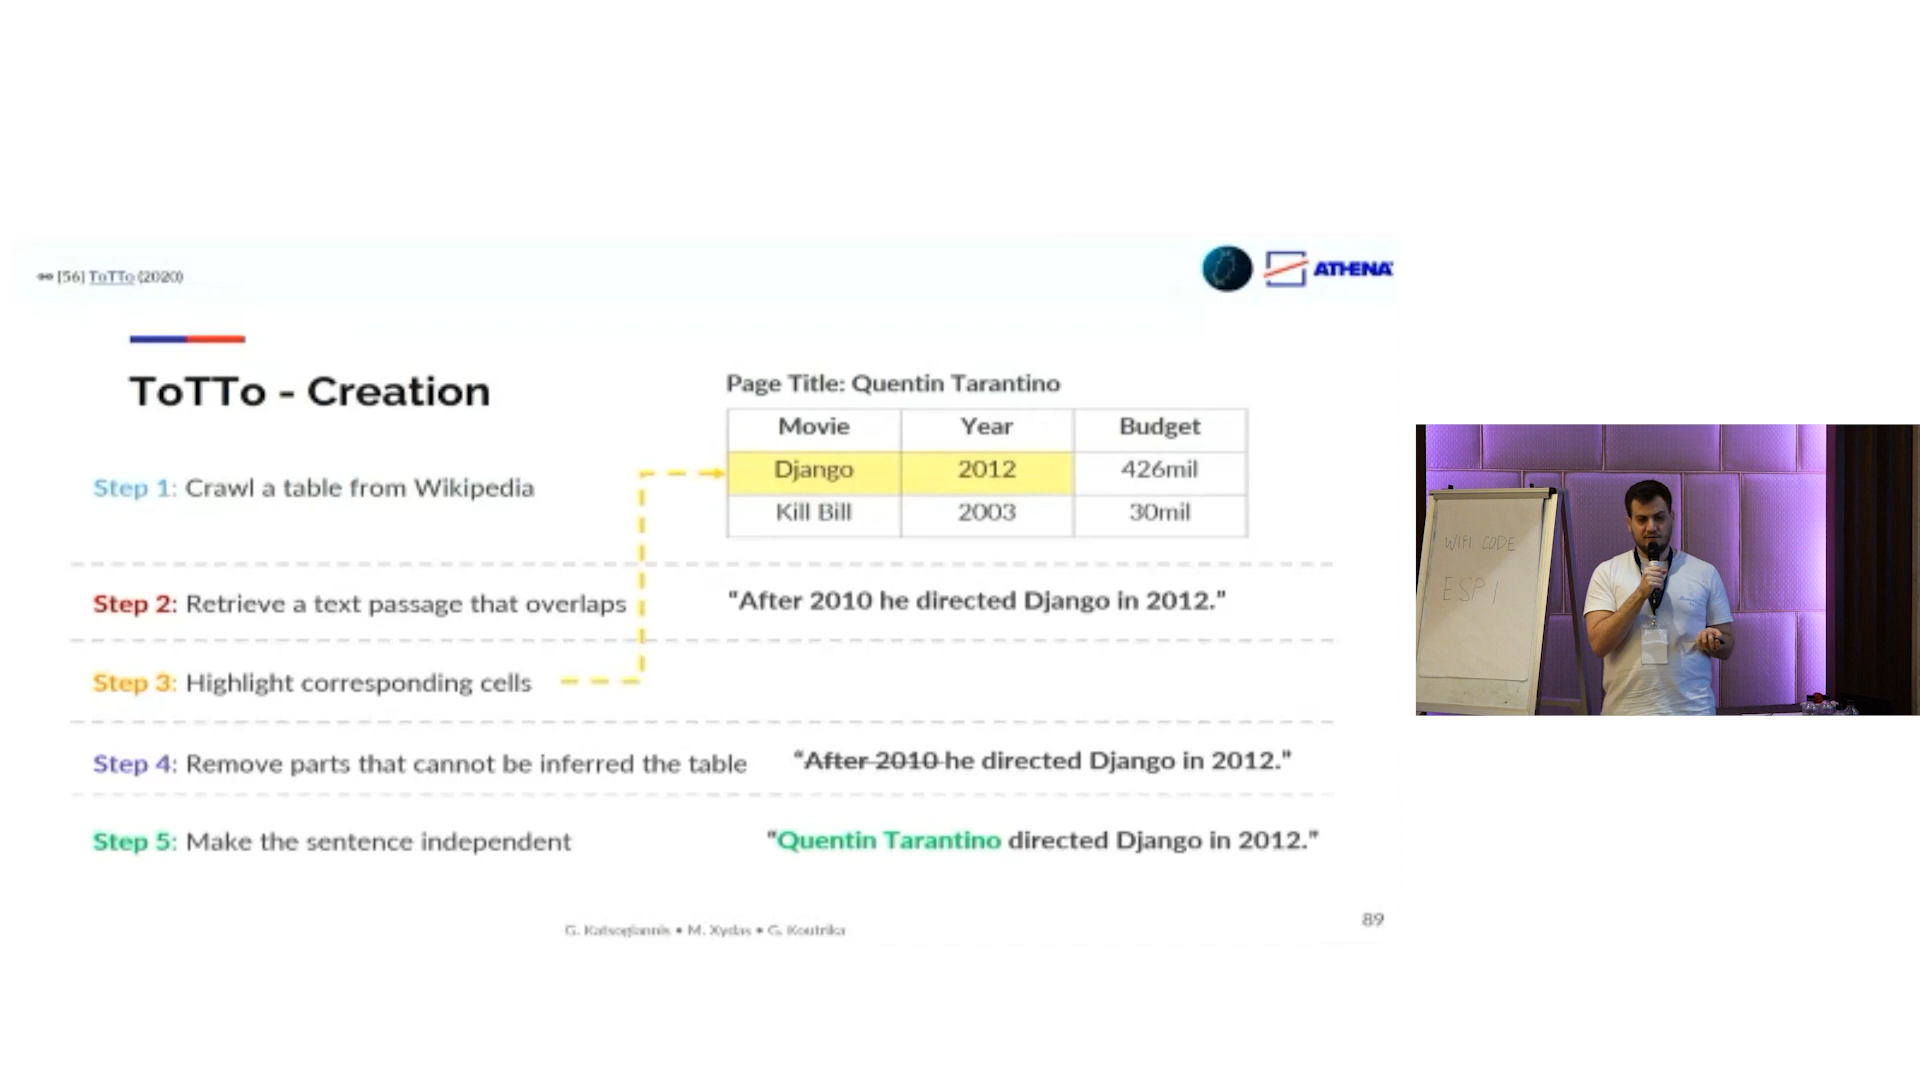 [56] ToTTo (2020)
ATHENA
ToTTo - Creation
Page Title: Quentin Tarantino
Movie Year Budget
Django 2012 426mil
Kill Bill 2003 30mil
Step 1: Crawl a table from Wikipedia
Step 2: Retrieve a text passage that overlaps
"After 2010 he directed Django in 2012."
Step 3: Highlight corresponding cells
Step 4: Remove parts that cannot be inferred the table
"After 2010 he directed Django in 2012."
Step 5: Make the sentence independent
"Quentin Tarantino directed Django in 2012."
G. Katsogiannis • M. Xydas • G. Koutrika
89
WIFI CODE
ESP1